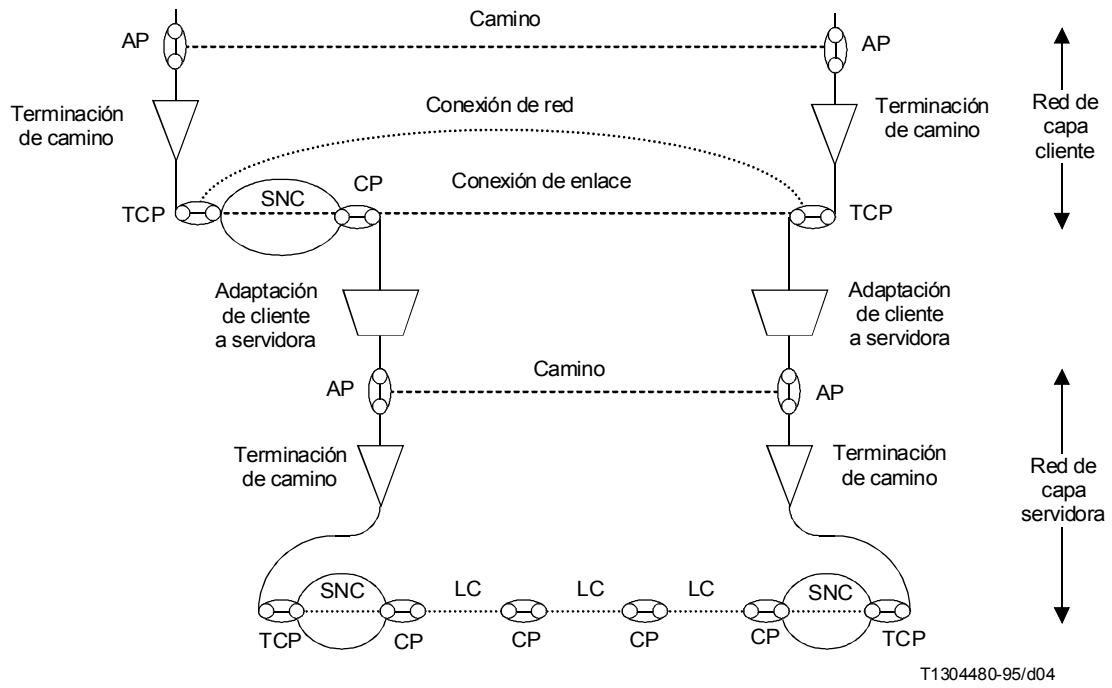 Camino
AP
AP
Terminación
de camino
Conexión de red
Terminación
de camino
Red de
capa
cliente
SNC
CP
Conexión de enlace
TCP
TCP
Adaptación
de cliente
a servidora
Adaptación
de cliente
a servidora
Camino
AP
AP
Terminación
de camino
Terminación
de camino
Red de
capa
servidora
SNC
LC
LC
LC
SNC
TCP
CP
CP
CP
CP
TCP
T1304480-95/d04